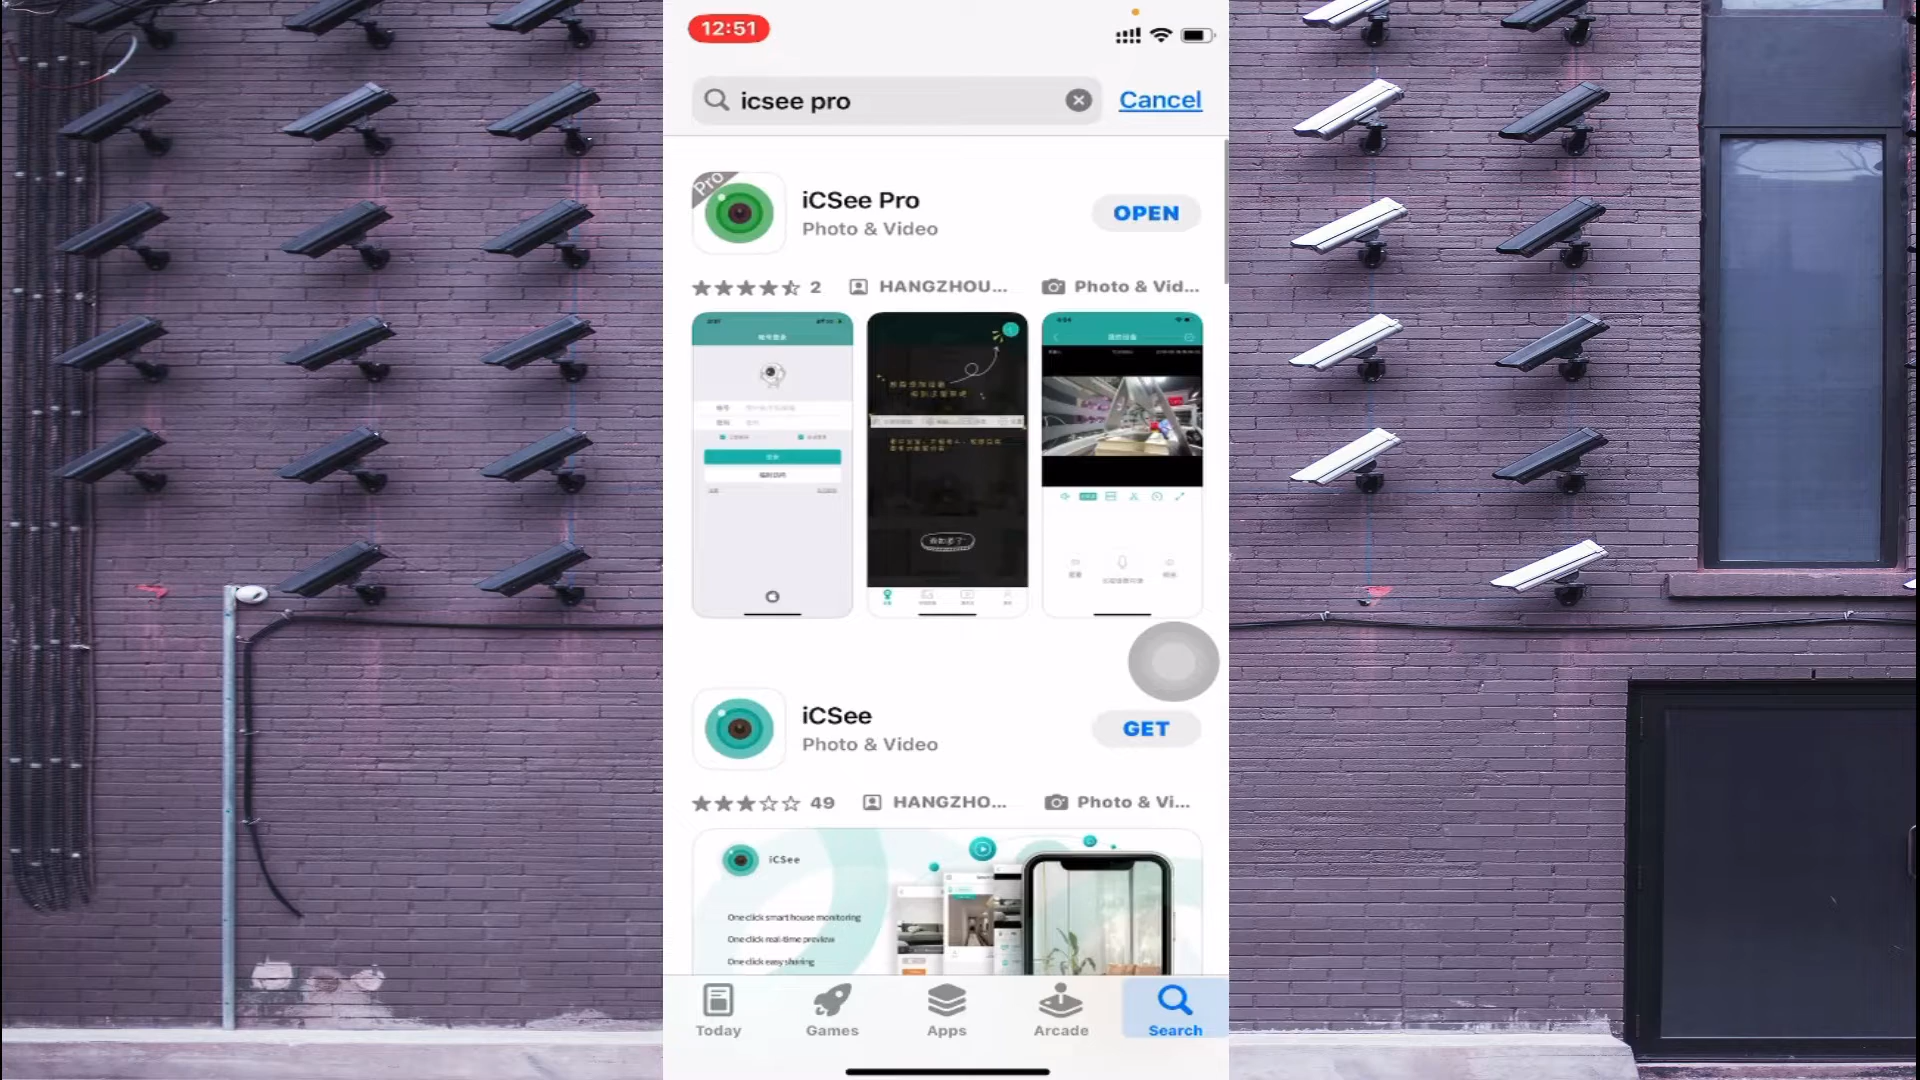 12:51
icsee pro
Cancel
Pro
iCSee Pro
Photo & Video
OPEN
2
HANGZHOU...
Photo & Vid...
iCSee
Photo & Video
GET
49
HANGZHO...
Photo & Vi...
iCSee
One click smart house monitoring
One click real-time preview
One click easy sharing
Today
Games
Apps
Arcade
Search